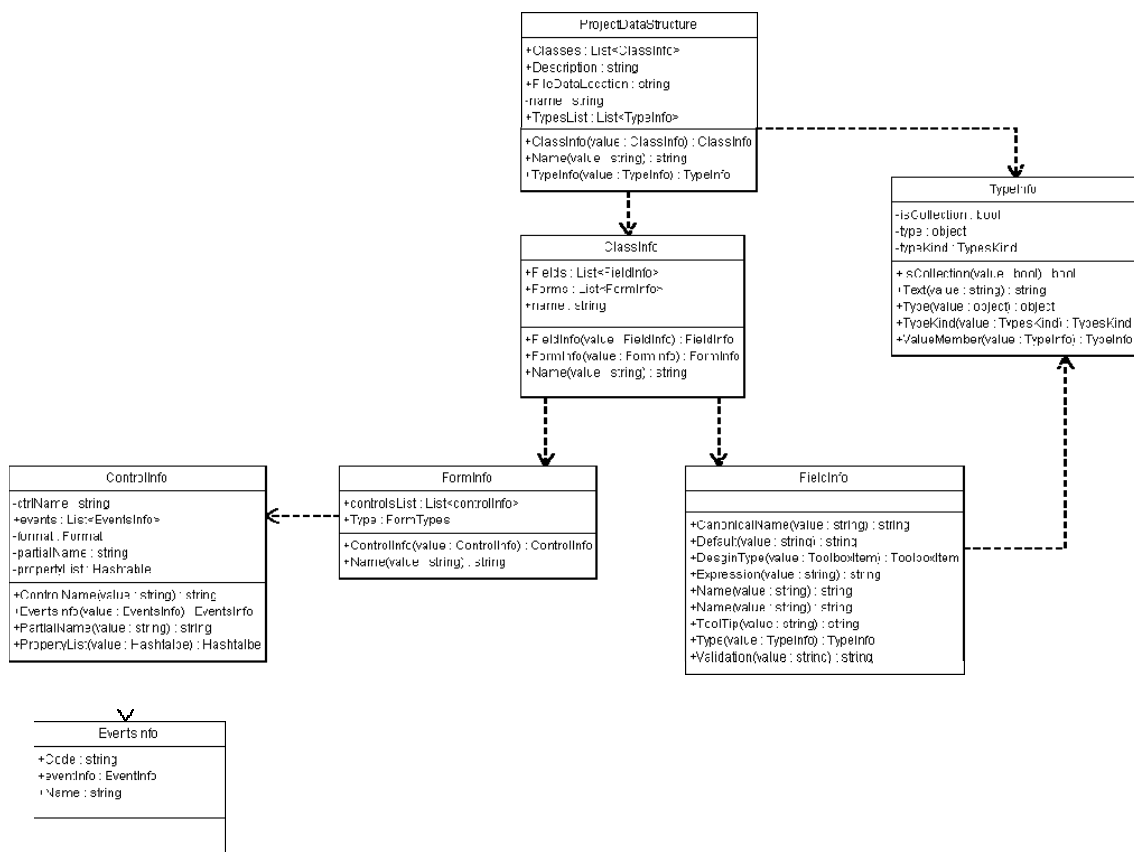 ProjectDataStructure
+Classes : List<ClassInfo>
+Description : string
+FileDataLocation : string
-name : string
+TypesList : List<TypeInfo>
+ClassInfo(value : ClassInfo) : ClassInfo
+Name(value : string) : string
+TypeInfo(value : TypeInfo) : TypeInfo
TypeInfo
-isCollection : bool
-type : object
-typeKind : TypesKind
+IsCollection(value : bool) : bool
+Text(value : string) : string
+Type(value : object) : object
+TypeKind(value : TypesKind) : TypesKind
+ValueMember(value : TypeInfo) : TypeInfo
ClassInfo
+Fields : List<FieldInfo>
+Forms : List<FormInfo>
+name : string
+FieldInfo(value : FieldInfo) : FieldInfo
+FormInfo(value : FormInfo) : FormInfo
+Name(value : string) : string
ControlInfo
-ctrlName : string
+events : List<EventsInfo>
-format : Format
-partialName : string
-propertyList : Hashtable
+ControlName(value : string) : string
+EventsInfo(value : EventsInfo) : EventsInfo
+PartialName(value : string) : string
+PropertyList(value : Hashtalbe) : Hashtalbe
FormInfo
+controlsList : List<controlInfo>
+Type : FormTypes
+ControlInfo(value : ControlInfo) : ControlInfo
+Name(value : string) : string
FieldInfo
+CanonicalName(value : string) : string
+Default(value : string) : string
+DesginType(value : ToolboxItem) : ToolboxItem
+Expression(value : string) : string
+Name(value : string) : string
+Name(value : string) : string
+ToolTip(value : string) : string
+Type(value : TypeInfo) : TypeInfo
+Validation(value : string) : string
EventsInfo
+Code : string
+eventInfo : EventInfo
+Name : string